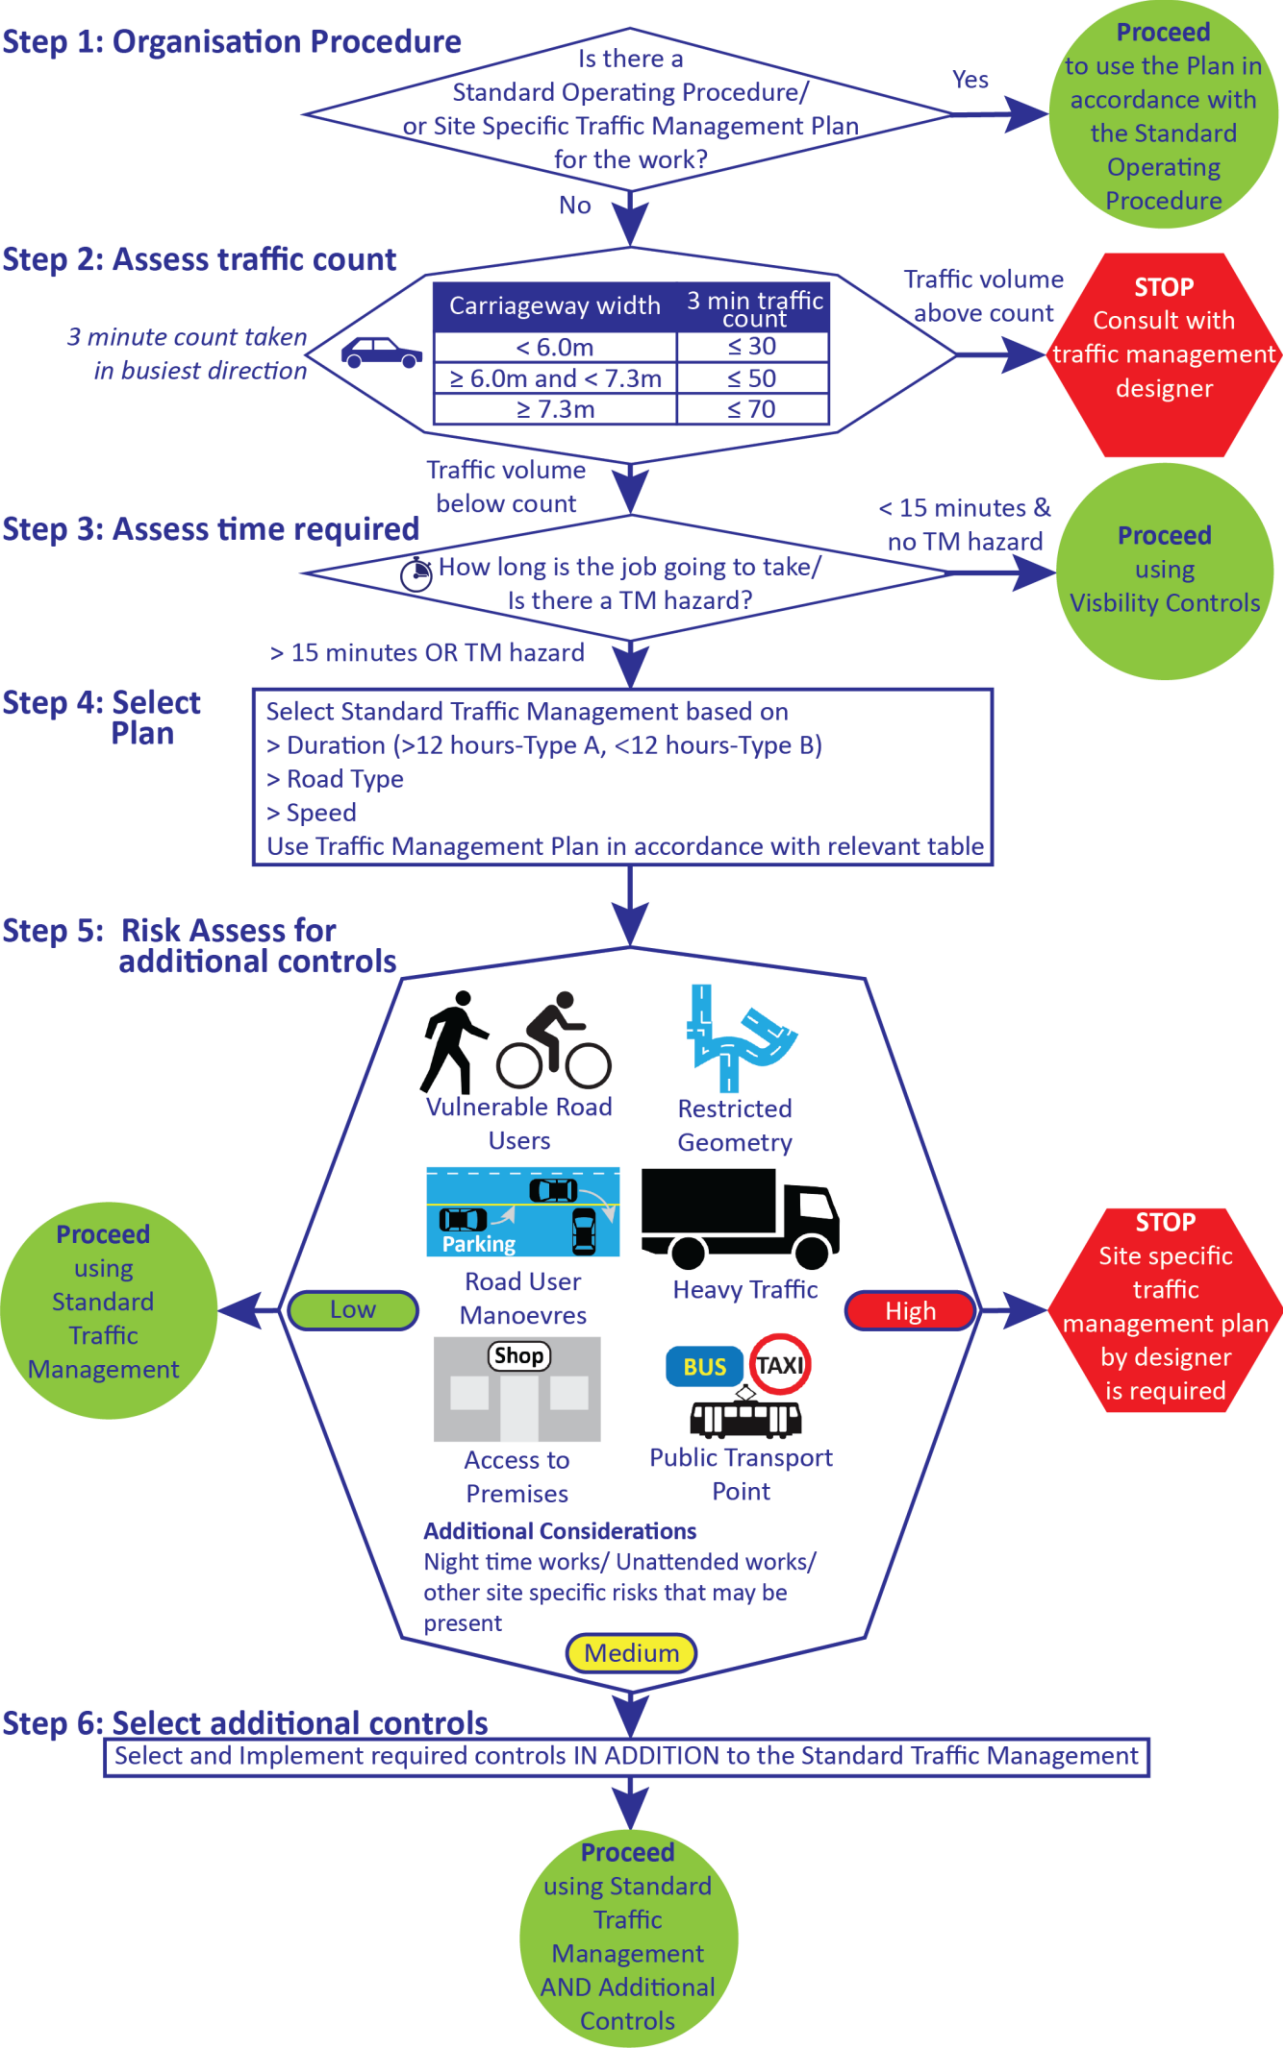 Step 1: Organisation Procedure
Is there a
Standard Operating Procedure/
or Site Specific Traffic Management Plan
for the work?
Yes
Proceed
to use the Plan in
accordance with
the Standard
Operating
Procedure
No
Step 2: Assess traffic count
3 minute count taken
in busiest direction
Carriageway width
3 min traffic
count
< 6.0m
≤ 30
≥ 6.0m and < 7.3m
≤ 50
≥ 7.3m
≤ 70
Traffic volume
above count
STOP
Consult with
traffic management
designer
Traffic volume
below count
Step 3: Assess time required
How long is the job going to take/
Is there a TM hazard?
< 15 minutes &
no TM hazard
Proceed
using
Visbility Controls
> 15 minutes OR TM hazard
Step 4: Select
Plan
Select Standard Traffic Management based on
> Duration (>12 hours-Type A, <12 hours-Type B)
> Road Type
> Speed
Use Traffic Management Plan in accordance with relevant table
Step 5: Risk Assess for
additional controls
Vulnerable Road
Users
Restricted
Geometry
Parking
Road User
Manoevres
Heavy Traffic
Shop
Access to
Premises
BUS
TAXI
Public Transport
Point
Additional Considerations
Night time works/ Unattended works/
other site specific risks that may be
present
Low
Proceed
using
Standard
Traffic
Management
High
STOP
Site specific
traffic
management plan
by designer
is required
Medium
Step 6: Select additional controls
Select and Implement required controls IN ADDITION to the Standard Traffic Management
Proceed
using Standard
Traffic
Management
AND Additional
Controls